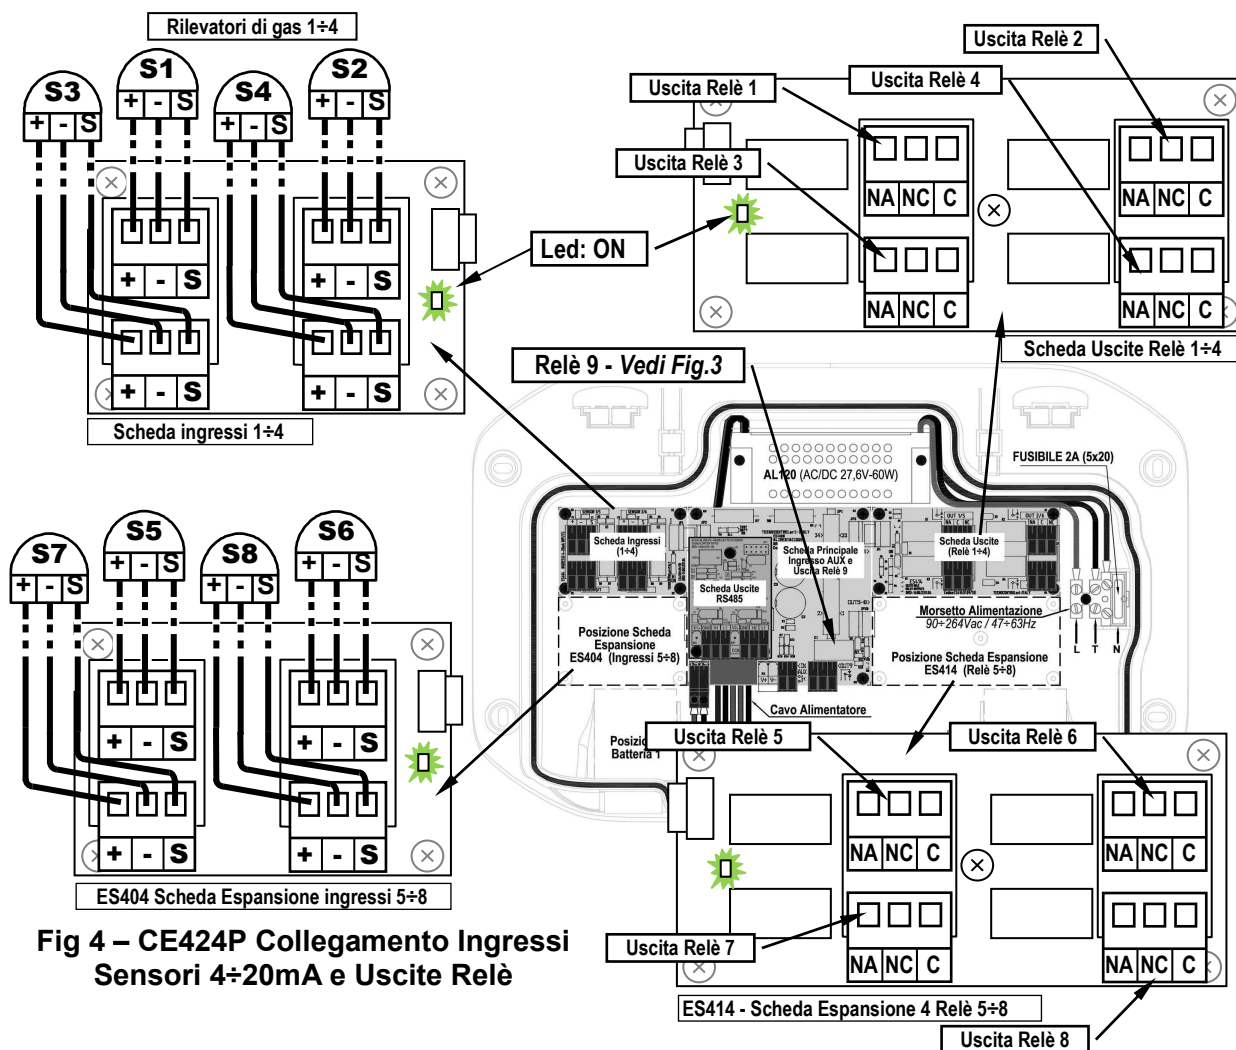 Rilevatori di gas 1÷4
S3
S1
S4
S2
+ - S
+ - S
+ - S
+ - S
+ - S
+ - S
+ - S
+ - S
Scheda ingressi 1÷4
Led: ON
Uscita Relè 1
Uscita Relè 4
Uscita Relè 2
Uscita Relè 3
NA NC C
NA NC C
NA NC C
NA NC C
Scheda Uscite Relè 1÷4
Relè 9 - Vedi Fig.3
FUSIBILE 2A (5x20)
AL120 (AC/DC 27,6V-60W)
Scheda Ingressi
(1÷4)
Scheda Principale
Ingresso AUX e
Uscita Relè 9
Scheda Uscite
(Relè 1÷4)
Scheda Uscite
RS485
Morsetto Alimentazione
90÷264Vac / 47÷63Hz
L T N
Posizione Scheda
Espansione
ES404 (Ingressi 5÷8)
Posizione Scheda Espansione
ES414 (Relè 5÷8)
Cavo Alimentatore
Batteria 1
S7
S5
S8
S6
+ - S
+ - S
+ - S
+ - S
+ - S
+ - S
+ - S
+ - S
ES404 Scheda Espansione ingressi 5÷8
Uscita Relè 5
Uscita Relè 6
NA NC C
NA NC C
Uscita Relè 7
NA NC C
NA NC C
ES414 - Scheda Espansione 4 Relè 5÷8
Uscita Relè 8
Fig 4 – CE424P Collegamento Ingressi
Sensori 4÷20mA e Uscite Relè